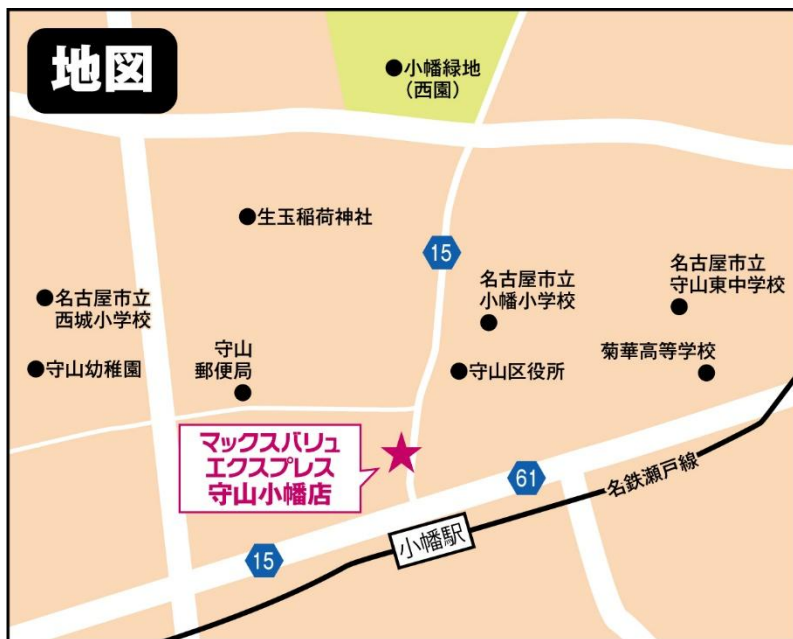 地図
小幡緑地
（西園）
生玉稲荷神社
15
名古屋市立
小幡小学校
名古屋市立
守山東中学校
名古屋市立
西城小学校
守山幼稚園
守山
郵便局
守山区役所
菊華高等学校
マックスバリュ
エクスプレス
守山小幡店
61
名鉄瀬戸線
小幡駅
15